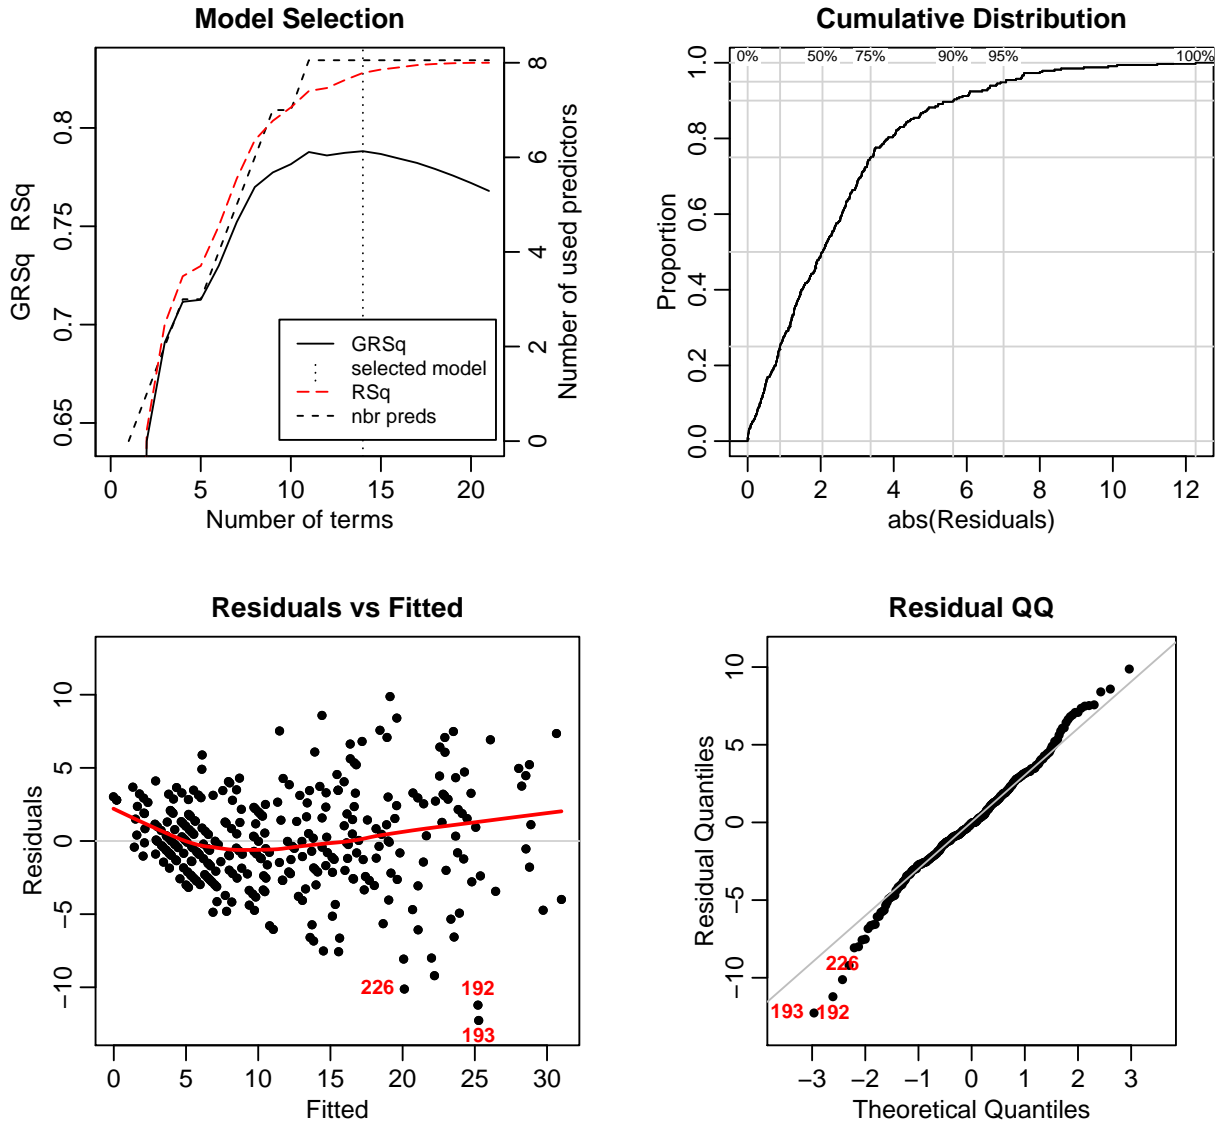 Model Selection
GRSq   RSq
0.65 0.7 0.75 0.8
0 2 4 6 8
Number of used predictors
GRSq
selected model
RSq
nbr preds
0 5 10 15 20
Number of terms
Cumulative Distribution
0% 50% 75% 90% 95% 100%
Proportion
0.0 0.2 0.4 0.6 0.8 1.0
0 2 4 6 8 10 12
abs(Residuals)
Residuals vs Fitted
Residuals
−10 −5 0 5 10
226
192
193
0 5 10 15 20 25 30
Fitted
Residual QQ
Residual Quantiles
−10 −5 0 5 10
226
193 192
−3 −2 −1 0 1 2 3
Theoretical Quantiles